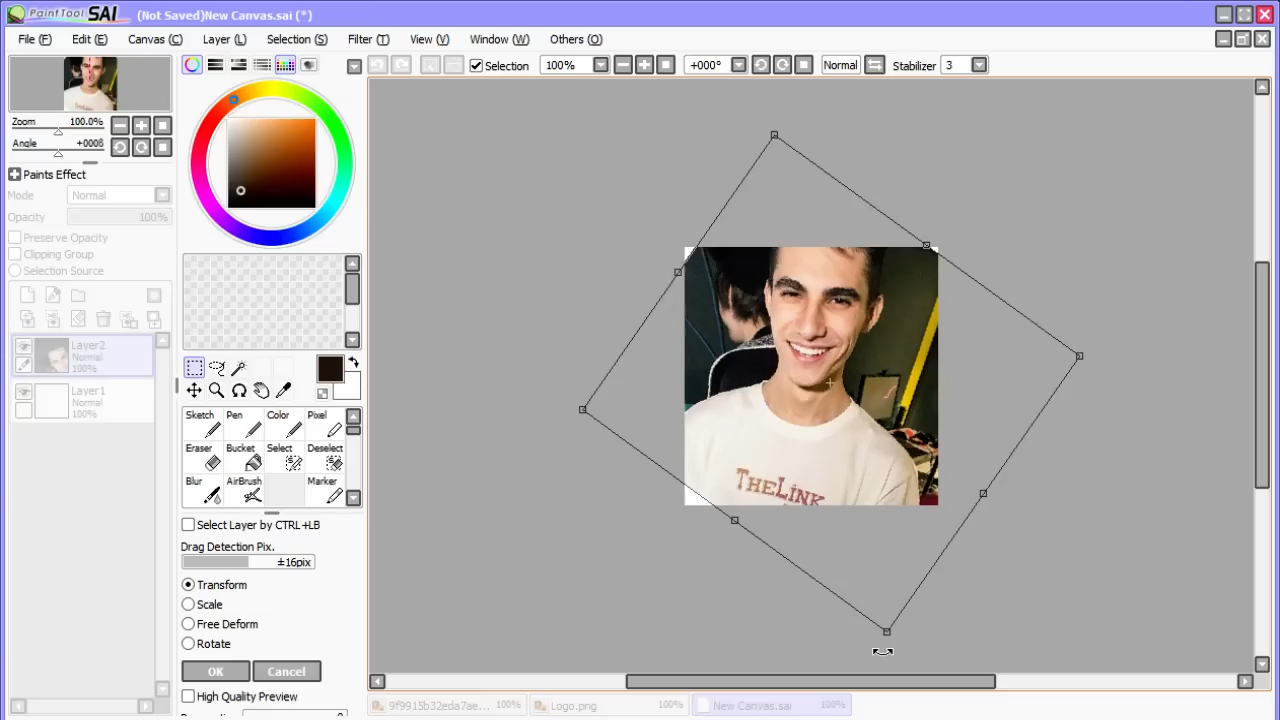 PaintTool SAI (Not Saved)New Canvas.sai (*)
File (F) Edit (E) Canvas (C) Layer (L) Selection (S) Filter (T) View (V) Window (W) Others (O)
Selection 100% +000° Normal Stabilizer 3
Zoom 100.0%
Angle
Paints Effect
Mode Normal
Opacity 100%
Preserve Opacity
Clipping Group
Selection Source
Layer2
Normal
100%
Layer1
Normal
100%
Sketch Pen Color Pixel
Eraser Bucket Select Deselect
Blur AirBrush Marker
Select Layer by CTRL+LB
Drag Detection Pix.
±16pix
Transform
Scale
Free Deform
Rotate
OK Cancel
High Quality Preview
THELİNK
9f9915b32eda7ae... 100% Logo.png 100% New Canvas.sai 100%